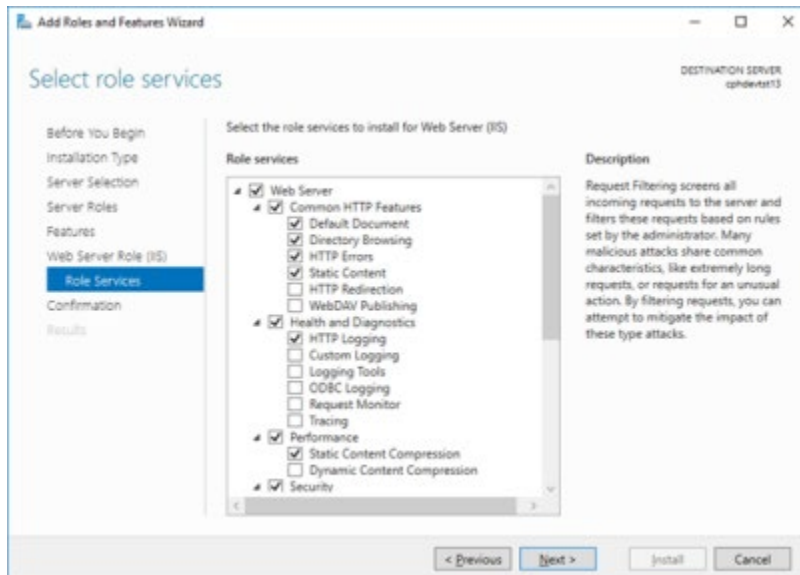 Add Roles and Features Wizard
Select role services
DESTINATION SERVER
cphdevtst13
Before You Begin
Installation Type
Server Selection
Server Roles
Features
Web Server Role (IIS)
Role Services
Confirmation
Results
Select the role services to install for Web Server (IIS)
Role services
Web Server
Common HTTP Features
Default Document
Directory Browsing
HTTP Errors
Static Content
HTTP Redirection
WebDAV Publishing
Health and Diagnostics
HTTP Logging
Custom Logging
Logging Tools
ODBC Logging
Request Monitor
Tracing
Performance
Static Content Compression
Dynamic Content Compression
Security
Description
Request Filtering screens all
incoming requests to the server and
filters these requests based on rules
set by the administrator. Many
malicious attacks share common
characteristics, like extremely long
requests, or requests for an unusual
action. By filtering requests, you can
attempt to mitigate the impact of
these type attacks.
< Previous
Next >
Install
Cancel